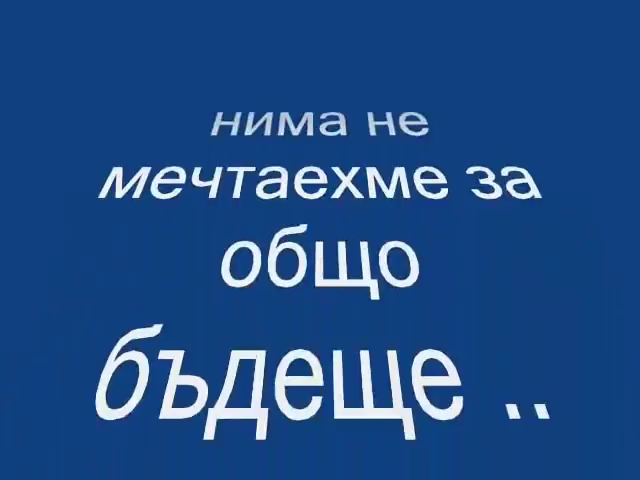 нима не
мечтаехме за
общо
бъдеще ..